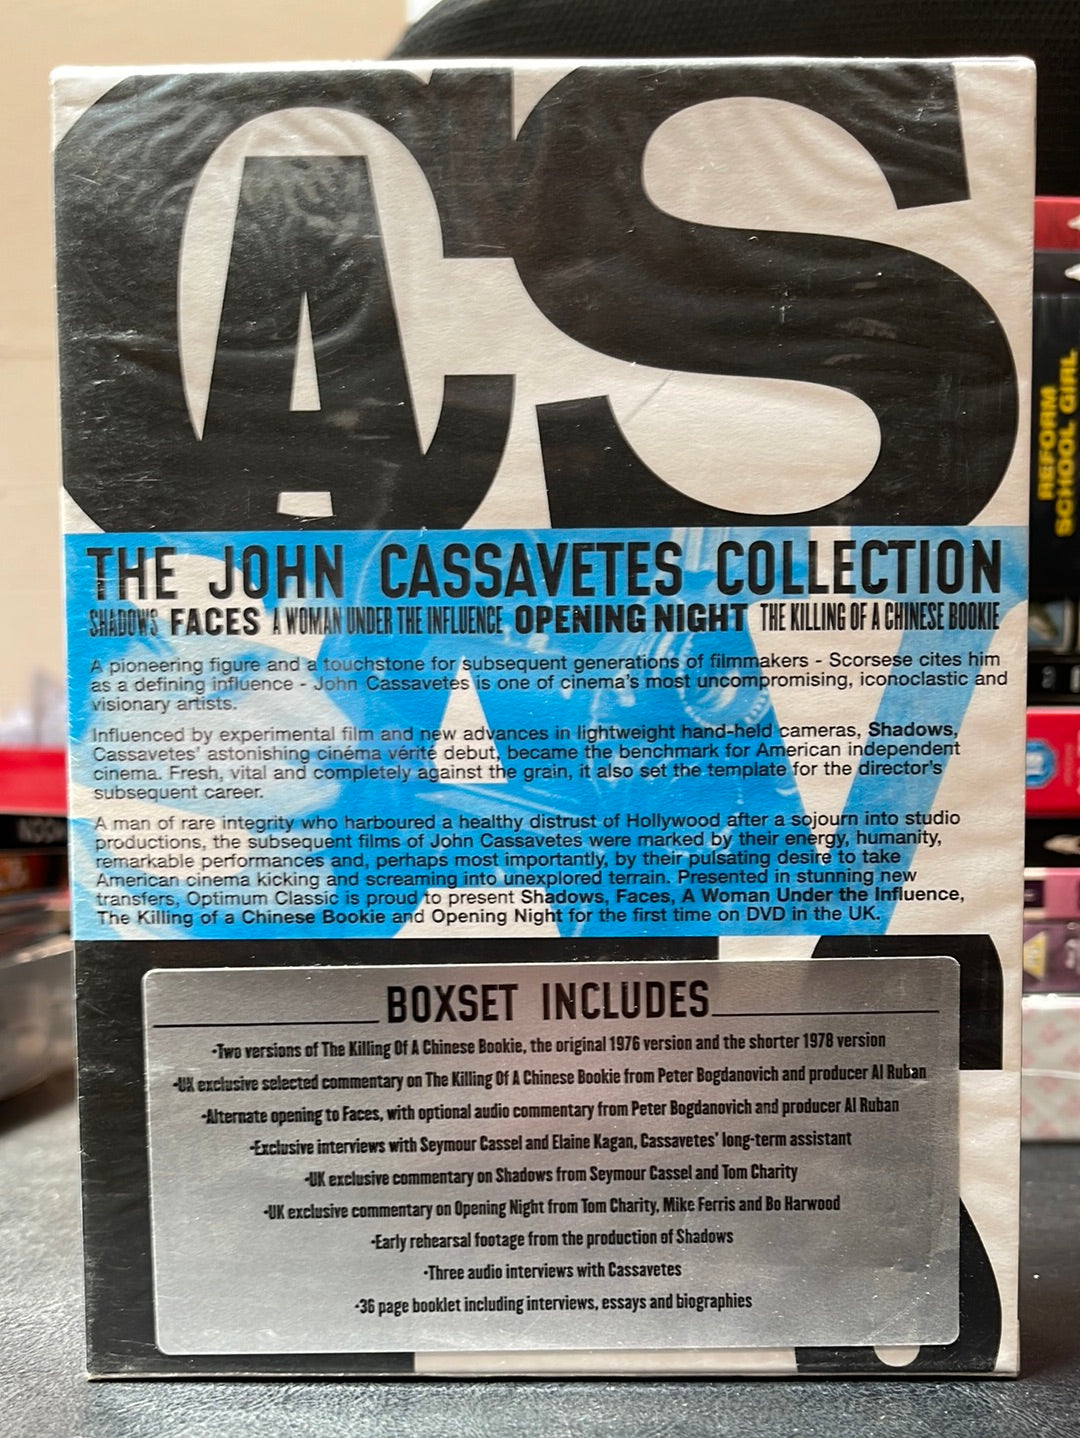 THE JOHN CASSAVETES COLLECTION
SHADOWS FACES A WOMAN UNDER THE INFLUENCE OPENING NIGHT THE KILLING OF A CHINESE BOOKIE
A pioneering figure and a touchstone for subsequent generations of filmmakers - Scorsese cites him
as a defining influence - John Cassavetes is one of cinema's most uncompromising, iconoclastic and
visionary artists.
Influenced by experimental film and new advances in lightweight hand-held cameras, Shadows,
Cassavetes' astonishing cinéma vérité debut, became the benchmark for American independent
cinema. Fresh, vital and completely against the grain, it also set the template for the director's
subsequent career.
A man of rare integrity who harboured a healthy distrust of Hollywood after a sojourn into studio
productions, the subsequent films of John Cassavetes were marked by their energy, humanity,
remarkable performances and, perhaps most importantly, by their pulsating desire to take
American cinema kicking and screaming into unexplored terrain. Presented in stunning new
transfers, Optimum Classic is proud to present Shadows, Faces, A Woman Under the Influence,
The Killing of a Chinese Bookie and Opening Night for the first time on DVD in the UK.
BOXSET INCLUDES
•Two versions of The Killing Of A Chinese Bookie, the original 1976 version and the shorter 1978 version
•UK exclusive selected commentary on The Killing Of A Chinese Bookie from Peter Bogdanovich and producer Al Ruban
•Alternate opening to Faces, with optional audio commentary from Peter Bogdanovich and producer Al Ruban
•Exclusive interviews with Seymour Cassel and Elaine Kagan, Cassavetes' long-term assistant
•UK exclusive commentary on Shadows from Seymour Cassel and Tom Charity
•UK exclusive commentary on Opening Night from Tom Charity, Mike Ferris and Bo Harwood
•Early rehearsal footage from the production of Shadows
•Three audio interviews with Cassavetes
•36 page booklet including interviews, essays and biographies
REFORM
SCHOOL GIRL